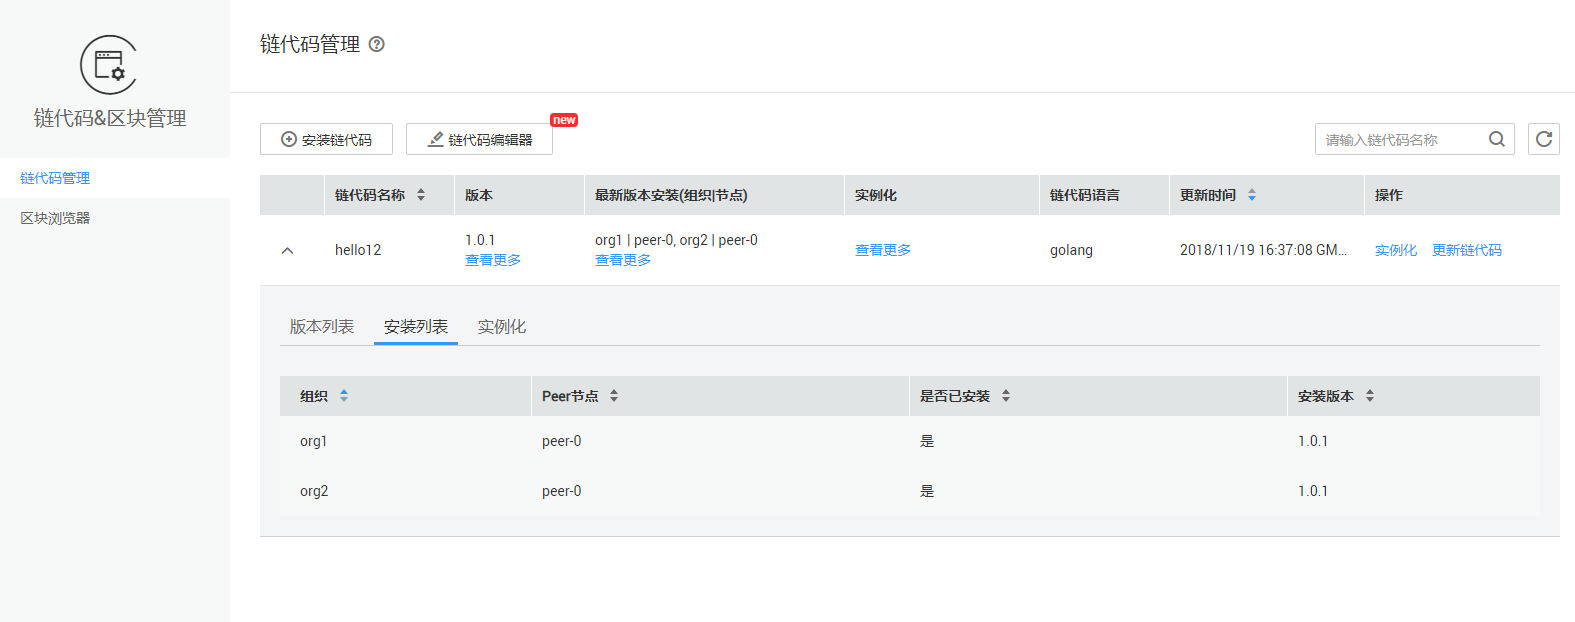 链代码管理 ?
链代码&区块管理
链代码管理
区块浏览器
安装链代码 链代码编辑器 new 请输入链代码名称
链代码名称 版本 最新版本安装(组织|节点) 实例化 链代码语言 更新时间 操作
hello12 1.0.1 查看更多 org1 | peer-0, org2 | peer-0 查看更多 查看更多 golang 2018/11/19 16:37:08 GM... 实例化 更新链代码
版本列表 安装列表 实例化
组织 Peer节点 是否已安装 安装版本
org1 peer-0 是 1.0.1
org2 peer-0 是 1.0.1